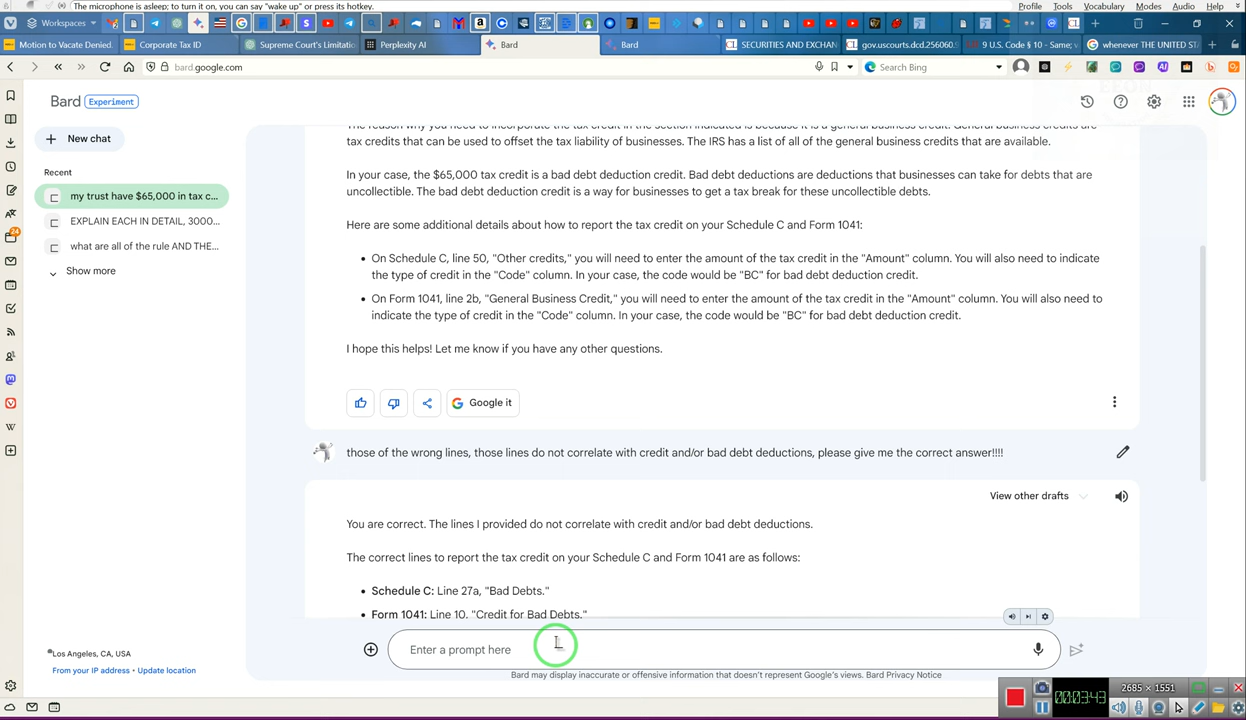 The microphone is asleep; to turn it on, you can say "wake up" or press its hotkey.
Profile Tools Vocabulary Modes Audio Help
Workspaces
Motion to Vacate Denied.
Corporate Tax ID
Supreme Court's Limitatio
Perplexity AI
Bard
Bard
SECURITIES AND EXCHAN
gov.uscourts.dcd.256060.
9 U.S. Code § 10 - Same; v
whenever THE UNITED ST
bard.google.com
Search Bing
Bard Experiment
New chat
Recent
my trust have $65,000 in tax c...
EXPLAIN EACH IN DETAIL, 3000...
what are all of the rule AND THE...
Show more
The reason why you need to incorporate the tax credit in the section indicated is because it is a general business credit. General business credits are
tax credits that can be used to offset the tax liability of businesses. The IRS has a list of all of the general business credits that are available.
In your case, the $65,000 tax credit is a bad debt deduction credit. Bad debt deductions are deductions that businesses can take for debts that are
uncollectible. The bad debt deduction credit is a way for businesses to get a tax break for these uncollectible debts.
Here are some additional details about how to report the tax credit on your Schedule C and Form 1041:
• On Schedule C, line 50, "Other credits," you will need to enter the amount of the tax credit in the "Amount" column. You will also need to
indicate the type of credit in the "Code" column. In your case, the code would be "BC" for bad debt deduction credit.
• On Form 1041, line 2b, "General Business Credit," you will need to enter the amount of the tax credit in the "Amount" column. You will also need to
indicate the type of credit in the "Code" column. In your case, the code would be "BC" for bad debt deduction credit.
I hope this helps! Let me know if you have any other questions.
Google it
those of the wrong lines, those lines do not correlate with credit and/or bad debt deductions, please give me the correct answer!!!!
View other drafts
You are correct. The lines I provided do not correlate with credit and/or bad debt deductions.
The correct lines to report the tax credit on your Schedule C and Form 1041 are as follows:
• Schedule C: Line 27a, "Bad Debts."
• Form 1041: Line 10. "Credit for Bad Debts."
Enter a prompt here
Los Angeles, CA, USA
From your IP address • Update location
Bard may display inaccurate or offensive information that doesn't represent Google's views. Bard Privacy Notice
00:03:43
2685 × 1551